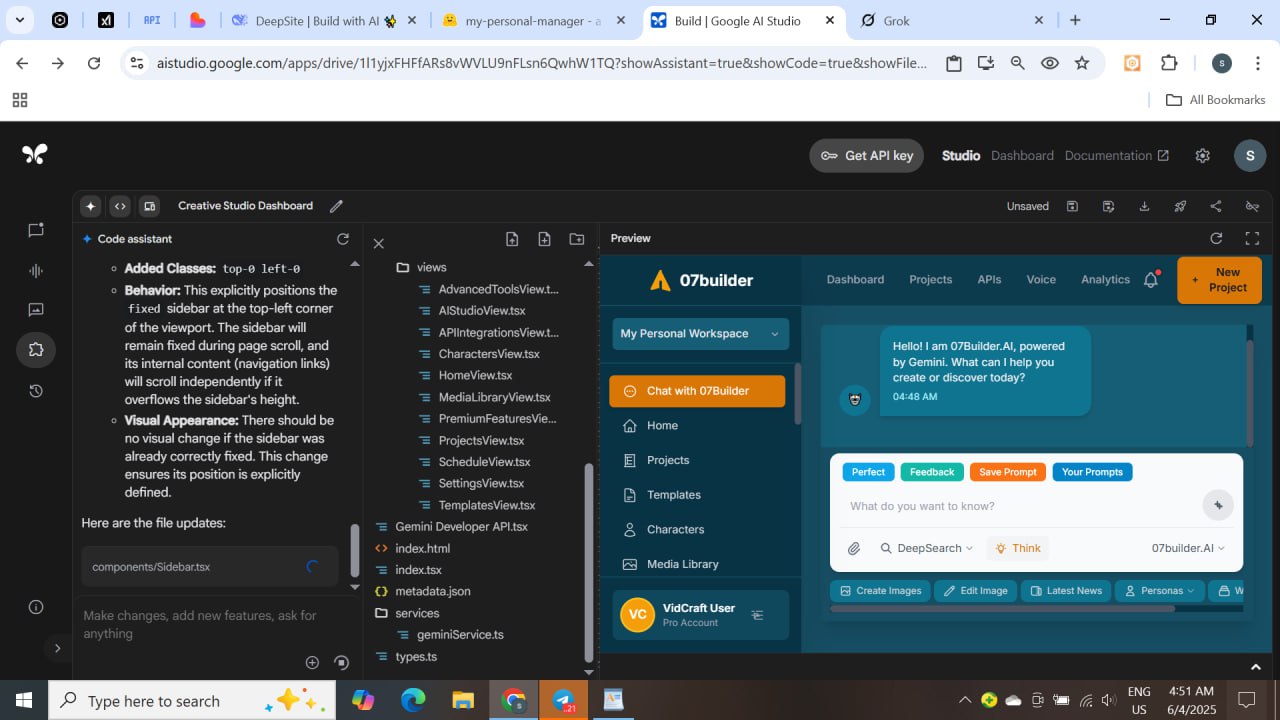 API
DeepSite | Build with AI
my-personal-manager - a
Build | Google AI Studio
Grok
aistudio.google.com/apps/drive/1l1yjxFHFfARs8vWVLU9nFLsn6QwhW1TQ?showAssistant=true&showCode=true&showFile...
S
All Bookmarks
Get API key
Studio
Dashboard
Documentation
S
Creative Studio Dashboard
Unsaved
Code assistant
Added Classes: top-0 left-0
Behavior: This explicitly positions the
fixed sidebar at the top-left corner
of the viewport. The sidebar will
remain fixed during page scroll, and
its internal content (navigation links)
will scroll independently if it
overflows the sidebar's height.
Visual Appearance: There should be
no visual change if the sidebar was
already correctly fixed. This change
ensures its position is explicitly
defined.
Here are the file updates:
components/Sidebar.tsx
Make changes, add new features, ask for
anything
views
AdvancedToolsView.t...
AIStudioView.tsx
APIIntegrationsView.t...
CharactersView.tsx
HomeView.tsx
MediaLibraryView.tsx
PremiumFeaturesVie...
ProjectsView.tsx
ScheduleView.tsx
SettingsView.tsx
TemplatesView.tsx
Gemini Developer API.tsx
index.html
index.tsx
metadata.json
services
geminiService.ts
types.ts
Preview
07builder
Dashboard
Projects
APIs
Voice
Analytics
+ New
Project
My Personal Workspace
Chat with 07Builder
Home
Projects
Templates
Characters
Media Library
VC
VidCraft User
Pro Account
Hello! I am 07Builder.AI, powered
by Gemini. What can I help you
create or discover today?
04:48 AM
Perfect
Feedback
Save Prompt
Your Prompts
What do you want to know?
DeepSearch
Think
07builder.AI
Create Images
Edit Image
Latest News
Personas
W
Type here to search
21
ENG
US
4:51 AM
6/4/2025